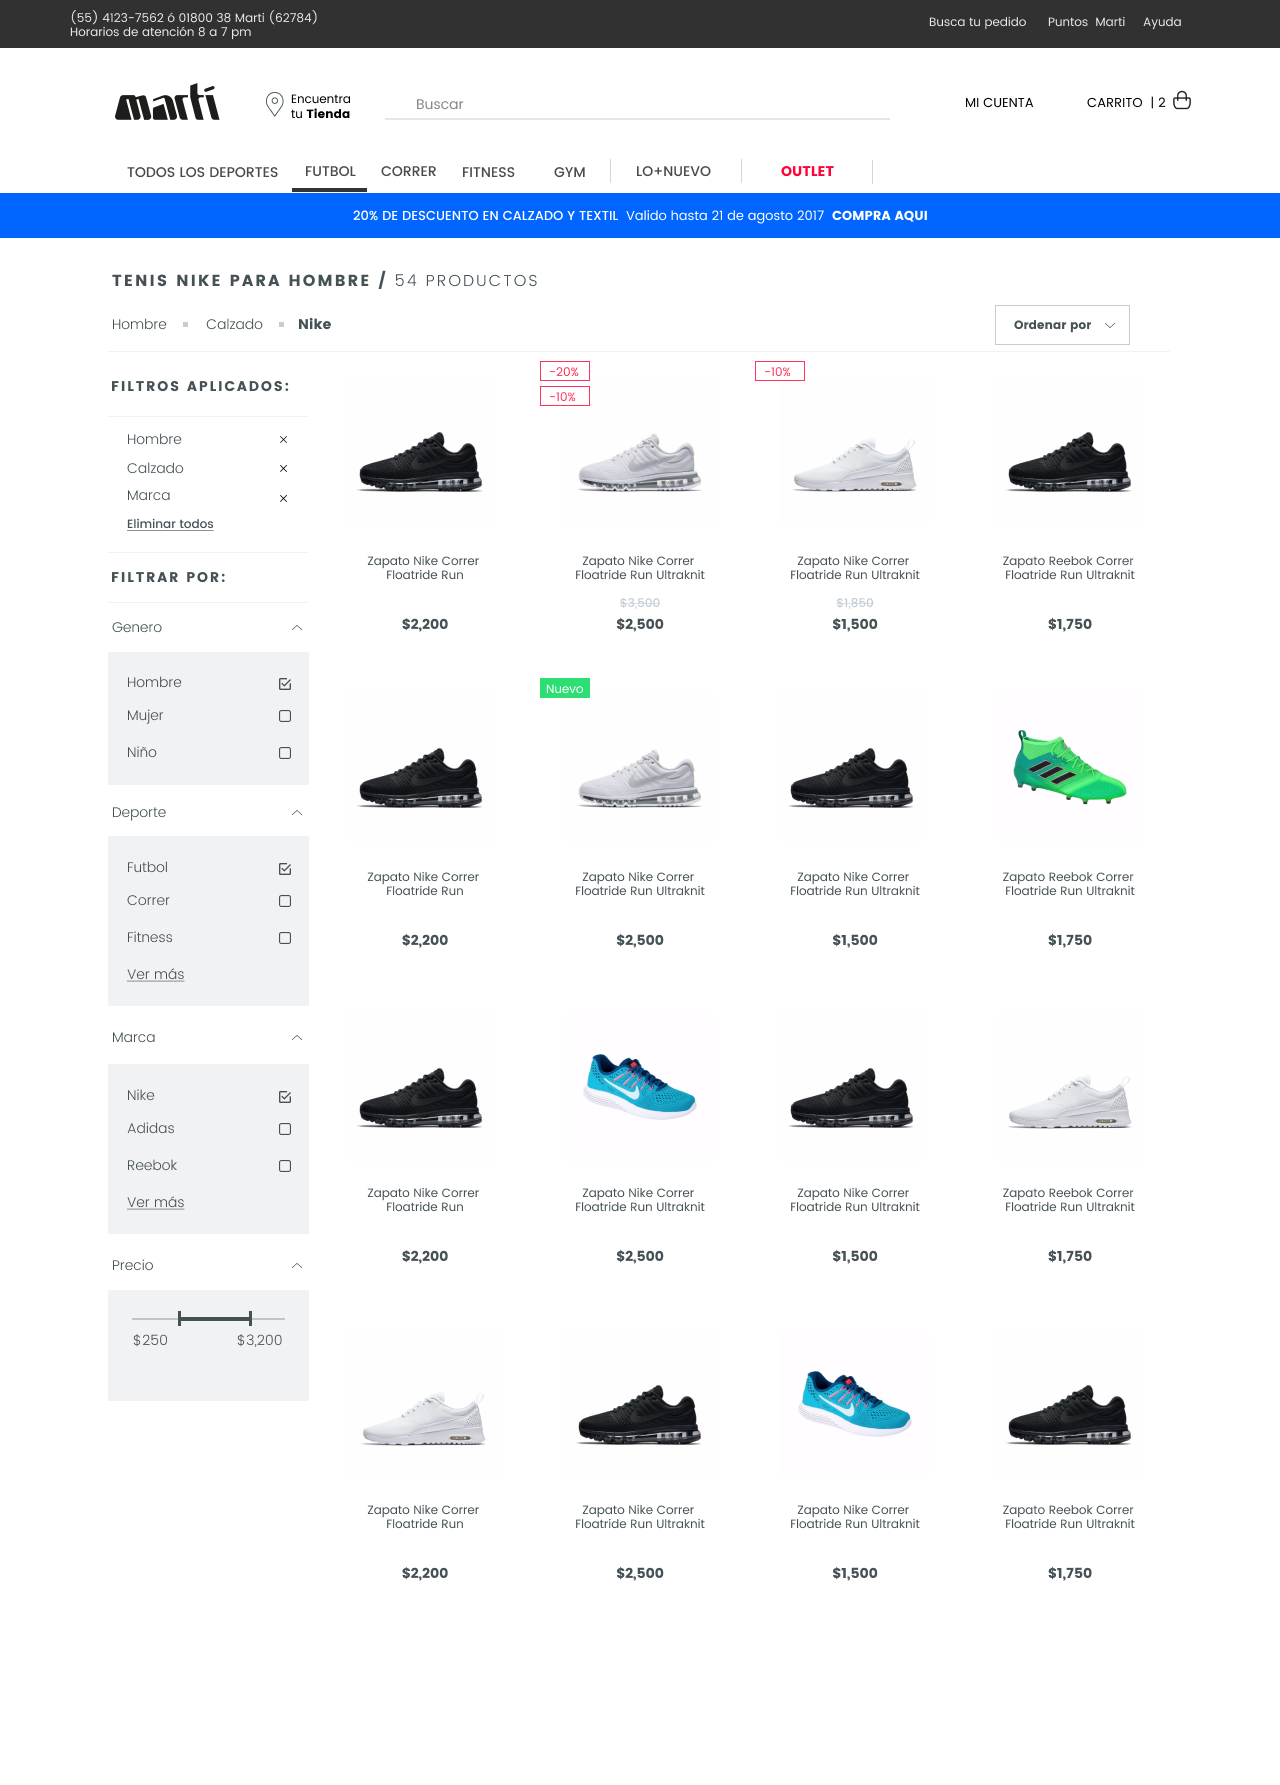 (55) 4123-7562 ó 01800 38 Marti (62784)
Horarios de atención 8 a 7 pm
Busca tu pedido Puntos Marti Ayuda
martí
Encuentra
tu Tienda
Buscar
MI CUENTA
CARRITO | 2
TODOS LOS DEPORTES FUTBOL CORRER FITNESS GYM LO+NUEVO OUTLET
20% DE DESCUENTO EN CALZADO Y TEXTIL Valido hasta 21 de agosto 2017 COMPRA AQUI
TENIS NIKE PARA HOMBRE / 54 PRODUCTOS
Hombre Calzado Nike
Ordenar por
FILTROS APLICADOS:
Hombre
Calzado
Marca
Eliminar todos
FILTRAR POR:
Genero
Hombre
Mujer
Niño
Deporte
Futbol
Correr
Fitness
Ver más
Marca
Nike
Adidas
Reebok
Ver más
Precio
$250 $3,200
-20%
-10%
-10%
Zapato Nike Correr
Floatride Run
$2,200
Zapato Nike Correr
Floatride Run Ultraknit
$3,500
$2,500
Zapato Nike Correr
Floatride Run Ultraknit
$1,850
$1,500
Zapato Reebok Correr
Floatride Run Ultraknit
$1,750
Nuevo
Zapato Nike Correr
Floatride Run
$2,200
Zapato Nike Correr
Floatride Run Ultraknit
$2,500
Zapato Nike Correr
Floatride Run Ultraknit
$1,500
Zapato Reebok Correr
Floatride Run Ultraknit
$1,750
Zapato Nike Correr
Floatride Run
$2,200
Zapato Nike Correr
Floatride Run Ultraknit
$2,500
Zapato Nike Correr
Floatride Run Ultraknit
$1,500
Zapato Reebok Correr
Floatride Run Ultraknit
$1,750
Zapato Nike Correr
Floatride Run
$2,200
Zapato Nike Correr
Floatride Run Ultraknit
$2,500
Zapato Nike Correr
Floatride Run Ultraknit
$1,500
Zapato Reebok Correr
Floatride Run Ultraknit
$1,750